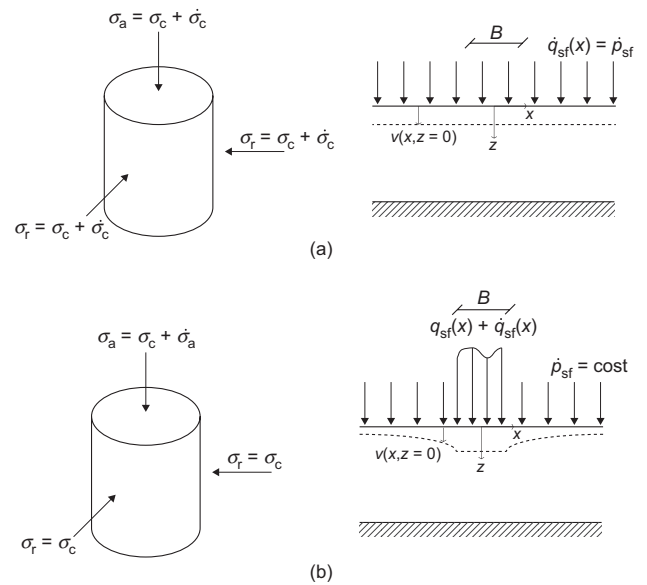 σa = σc + σ̇c
B
q̇sf(x) = ṗsf
x
v(x,z = 0)
z
σr = σc + σ̇c
σr = σc + σ̇c
(a)
B
qsf(x) + q̇sf(x)
σa = σc + σ̇a
ṗsf = cost
x
v(x,z = 0)
z
σr = σc
σr = σc
(b)